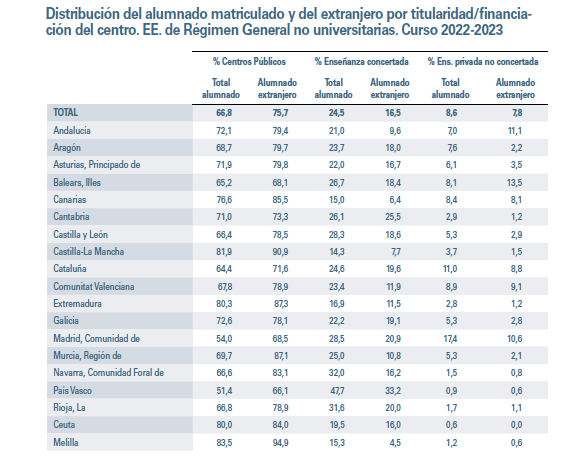 Distribución del alumnado matriculado y del extranjero por titularidad/financia-
ción del centro. EE. de Régimen General no universitarias. Curso 2022-2023
% Centros Públicos % Enseñanza concertada % Ens. privada no concertada
Total Alumnado Total Alumnado Total Alumnado
alumnado extranjero alumnado extranjero alumnado extranjero
TOTAL 66,8 75,7 24,5 16,5 8,6 7,8
Andalucía 72,1 79,4 21,0 9,6 7,0 11,1
Aragón 68,7 79,7 23,7 18,0 7,6 2,2
Asturias, Principado de 71,9 79,8 22,0 16,7 6,1 3,5
Balears, Illes 65,2 68,1 26,7 18,4 8,1 13,5
Canarias 76,6 85,5 15,0 6,4 8,4 8,1
Cantabria 71,0 73,3 26,1 25,5 2,9 1,2
Castilla y León 66,4 78,5 28,3 18,6 5,3 2,9
Castilla-La Mancha 81,9 90,9 14,3 7,7 3,7 1,5
Cataluña 64,4 71,6 24,6 19,6 11,0 8,8
Comunitat Valenciana 67,8 78,9 23,4 11,9 8,9 9,1
Extremadura 80,3 87,3 16,9 11,5 2,8 1,2
Galicia 72,6 78,1 22,2 19,1 5,3 2,8
Madrid, Comunidad de 54,0 68,5 28,6 20,9 17,4 10,6
Murcia, Región de 69,7 87,1 25,0 10,8 5,3 2,1
Navarra, Comunidad Foral de 66,6 83,1 32,0 16,2 1,5 0,8
País Vasco 51,4 66,1 47,7 33,2 0,9 0,6
Rioja, La 66,8 78,9 31,6 20,0 1,7 1,1
Ceuta 80,0 84,0 19,5 16,0 0,6 0,0
Melilla 83,5 94,9 15,3 4,5 1,2 0,6